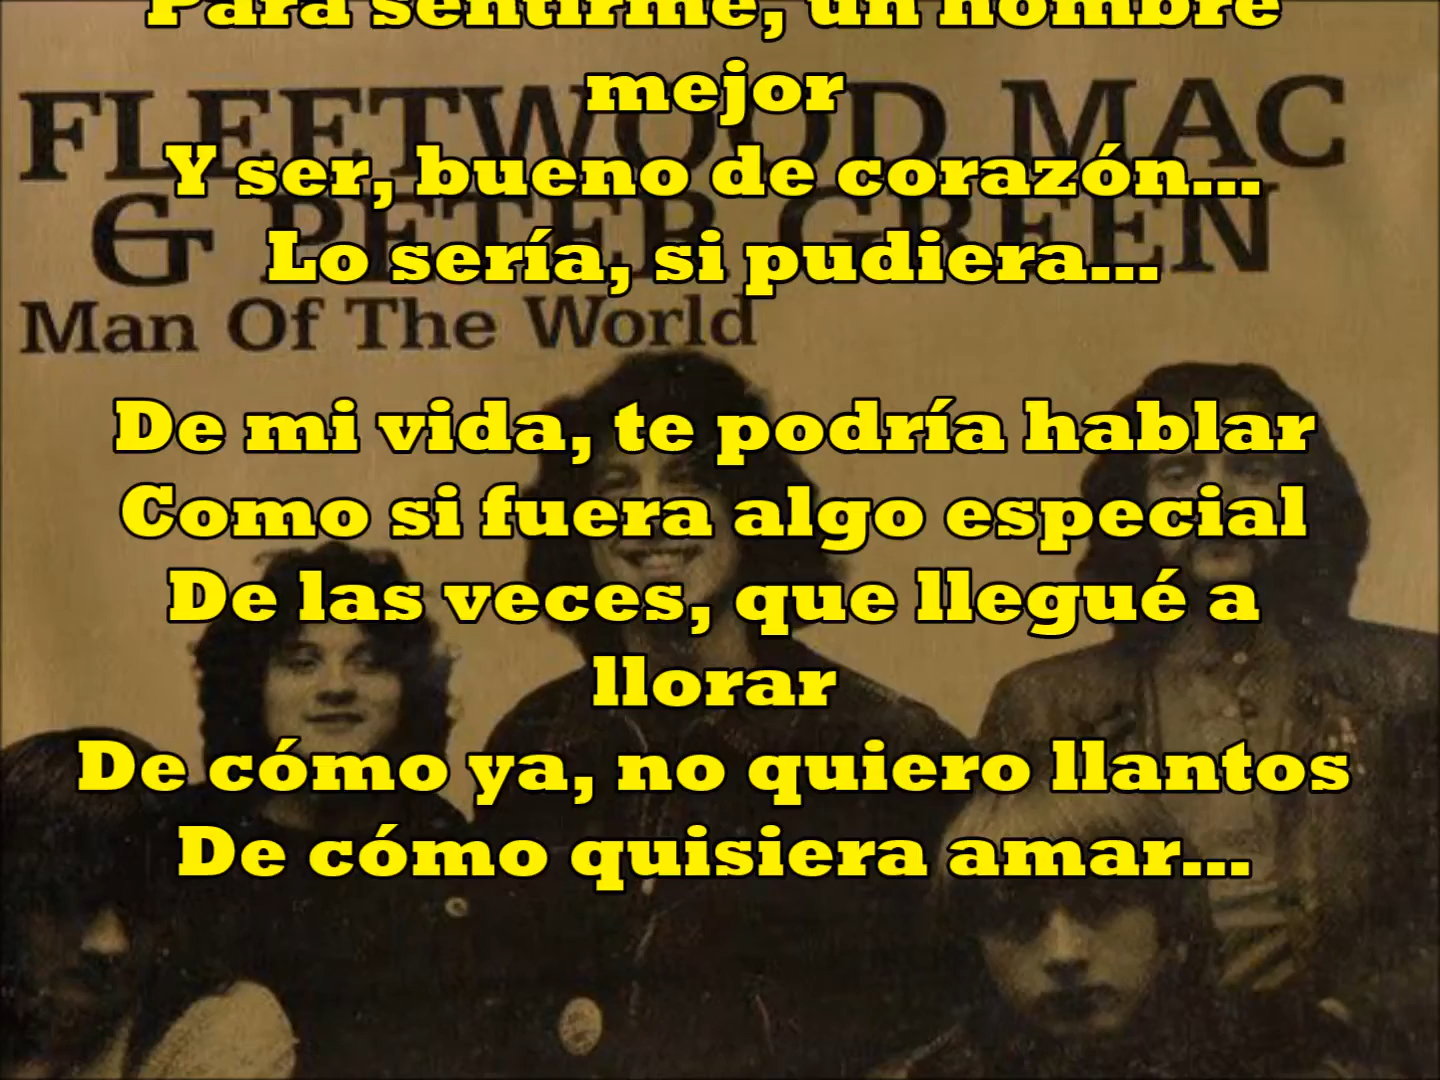 Para sentirme, un hombre
mejor
Y ser, bueno de corazón...
Lo sería, si pudiera...
De mi vida, te podría hablar
Como si fuera algo especial
De las veces, que llegué a
llorar
De cómo ya, no quiero llantos
De cómo quisiera amar...
FLEETWOOD MAC
& PETER GREEN
Man Of The World